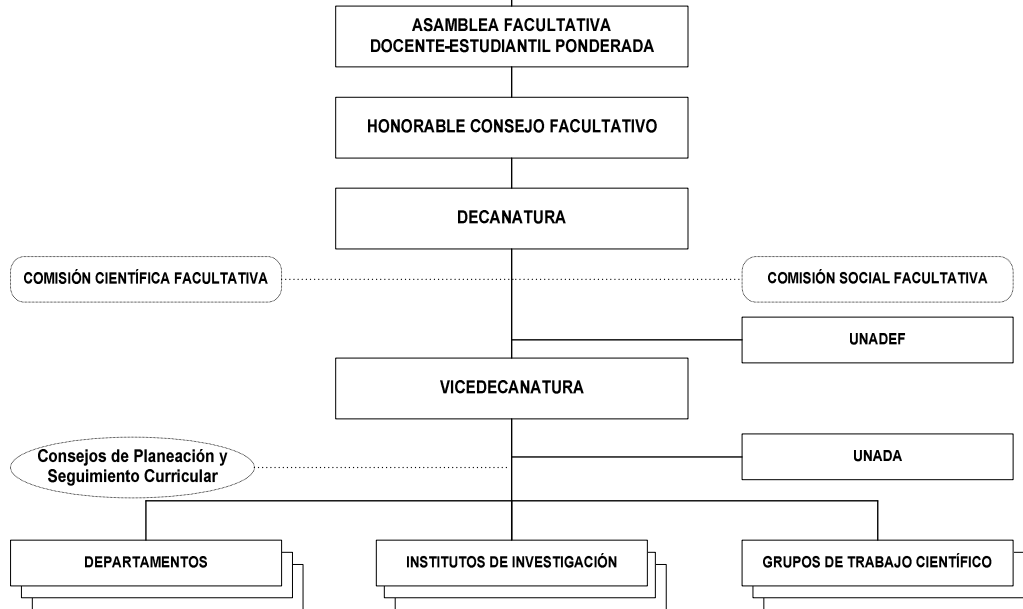 ASAMBLEA FACULTATIVA
DOCENTE-ESTUDIANTIL PONDERADA
HONORABLE CONSEJO FACULTATIVO
DECANATURA
COMISIÓN CIENTÍFICA FACULTATIVA
COMISIÓN SOCIAL FACULTATIVA
UNADEF
VICEDECANATURA
Consejos de Planeación y
Seguimiento Curricular
UNADA
DEPARTAMENTOS
INSTITUTOS DE INVESTIGACIÓN
GRUPOS DE TRABAJO CIENTÍFICO